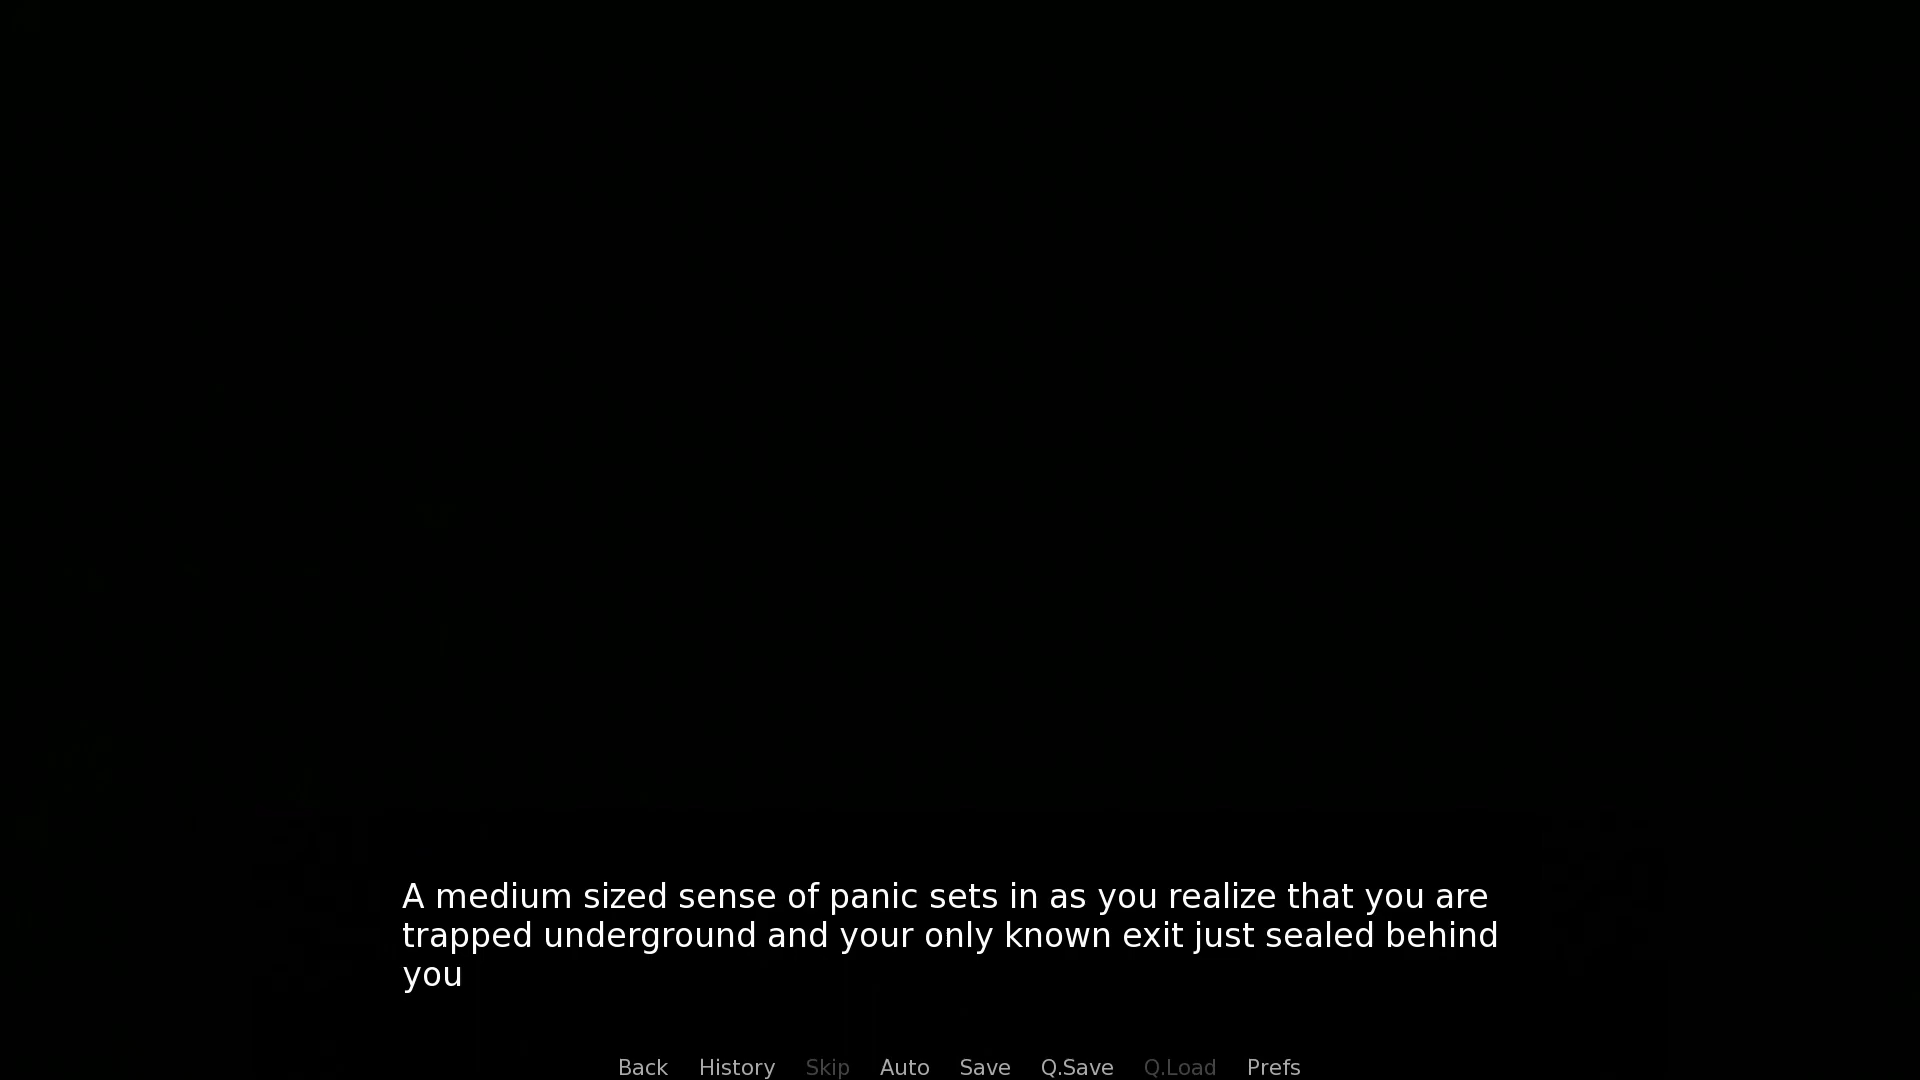 A medium sized sense of panic sets in as you realize that you are
trapped underground and your only known exit just sealed behind
you
Back History Skip Auto Save Q.Save Q.Load Prefs